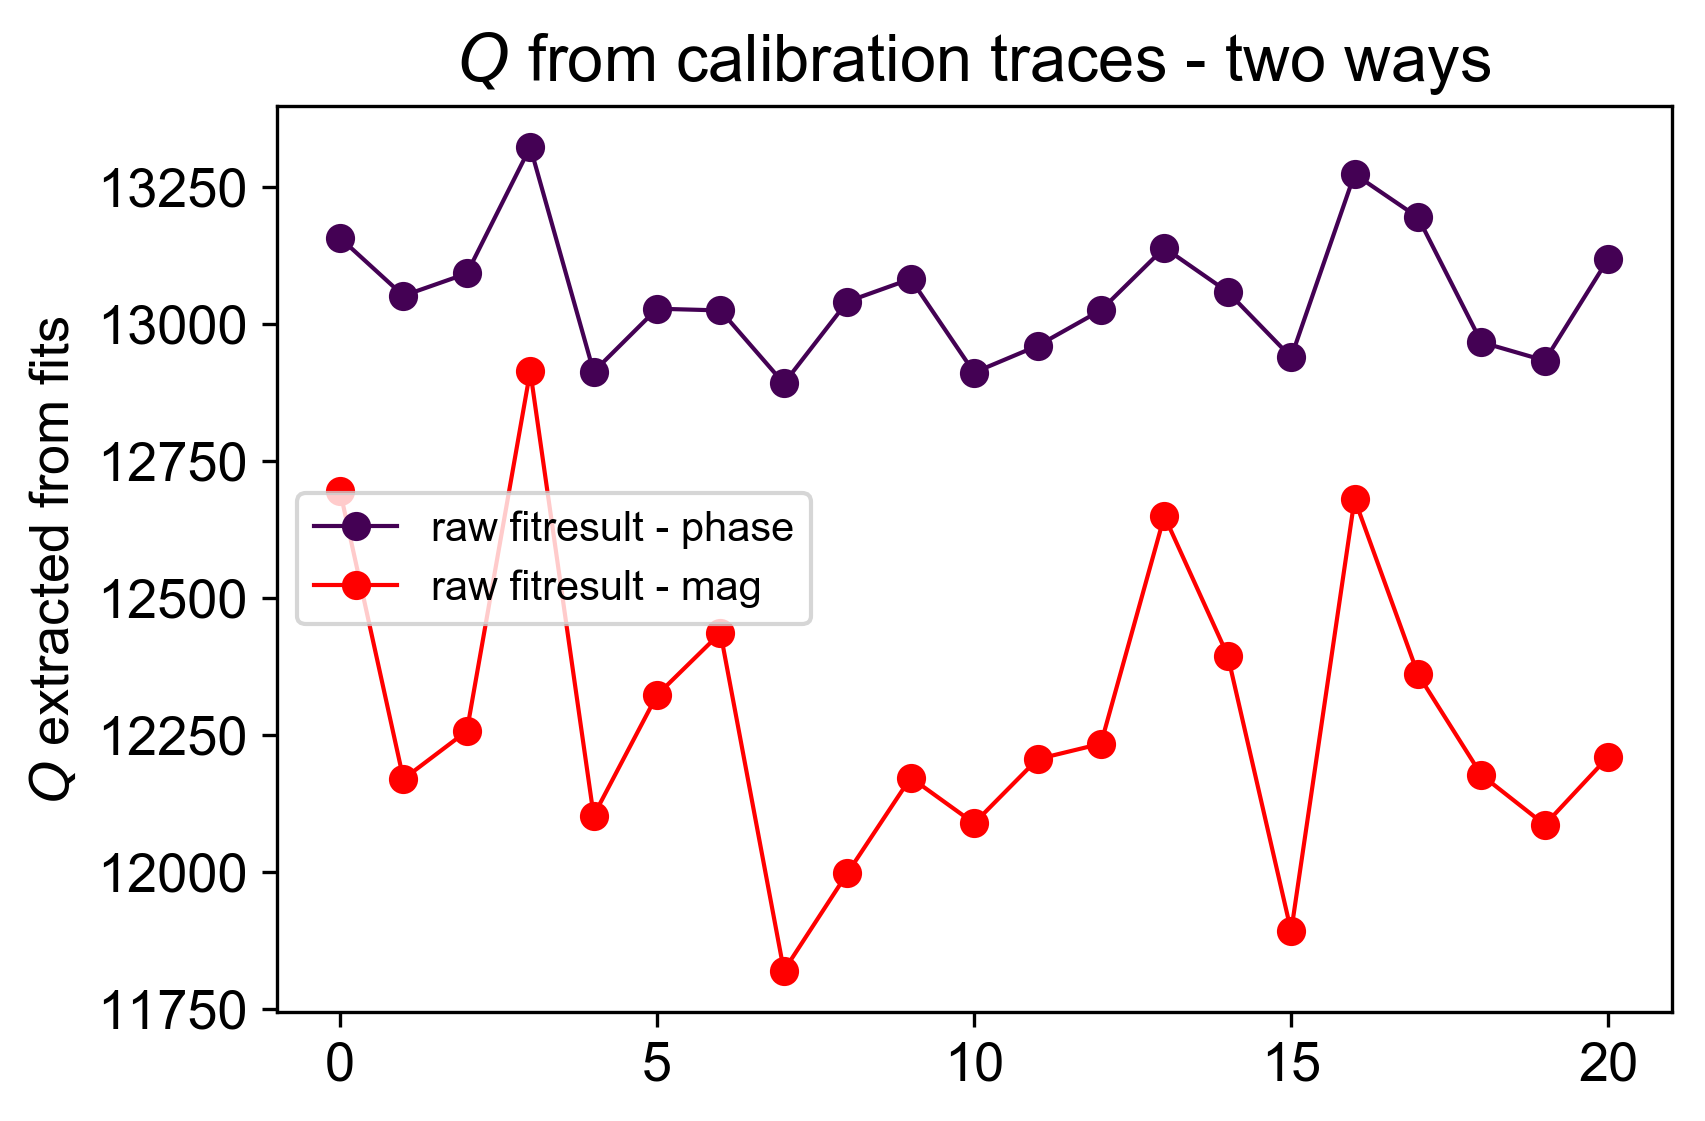 Q from calibration traces - two ways
Q extracted from fits
13250
13000
12750
12500
12250
12000
11750
raw fitresult - phase
raw fitresult - mag
0 5 10 15 20